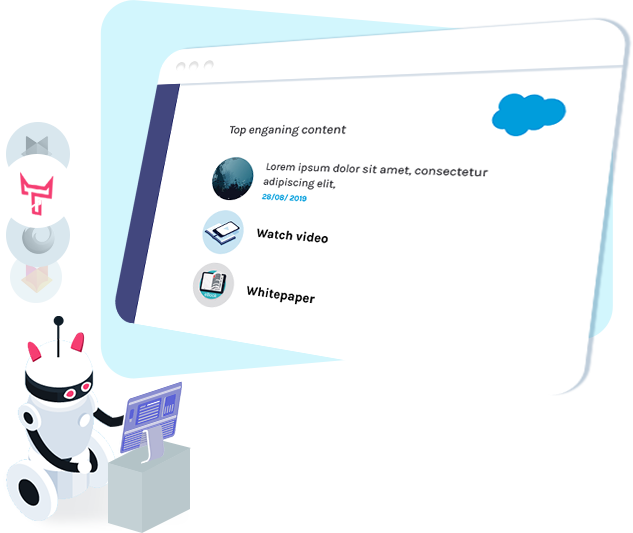 Top enganing content
Lorem ipsum dolor sit amet, consectetur
adipiscing elit,
28/08/ 2019
Watch video
Whitepaper